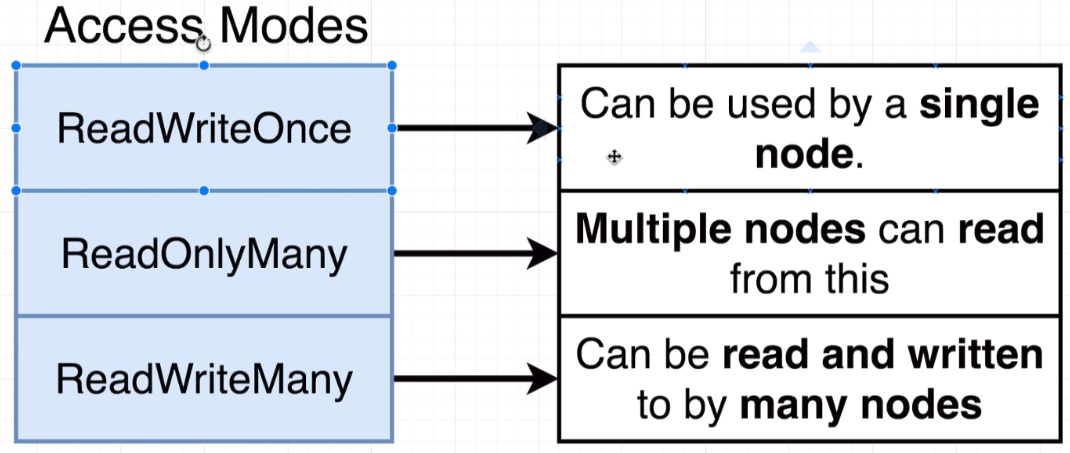 Access Modes
ReadWriteOnce
Can be used by a single
node.
ReadOnlyMany
Multiple nodes can read
from this
ReadWriteMany
Can be read and written
to by many nodes